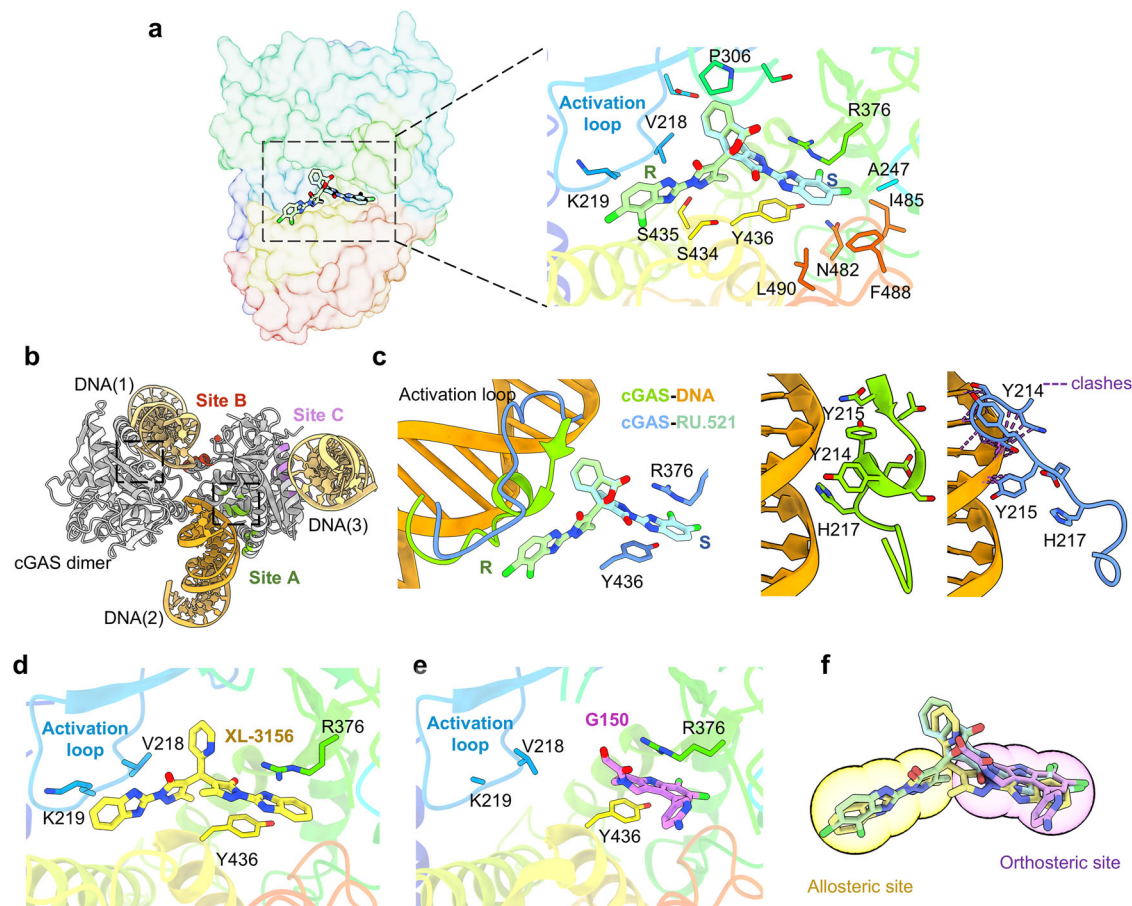 a
P306
Activation
loop
V218
R376
R
S
A247
K219
I485
S435
S434
Y436
N482
L490
F488
b
DNA(1)
Site B
Site C
DNA(3)
cGAS dimer
Site A
DNA(2)
c
Activation loop
cGAS-DNA
cGAS-RU.521
R376
R
S
Y436
Y215
Y214
H217
Y214
clashes
Y215
H217
d
Activation
loop
XL-3156
R376
V218
K219
Y436
e
Activation
loop
G150
R376
V218
K219
Y436
f
Orthosteric site
Allosteric site